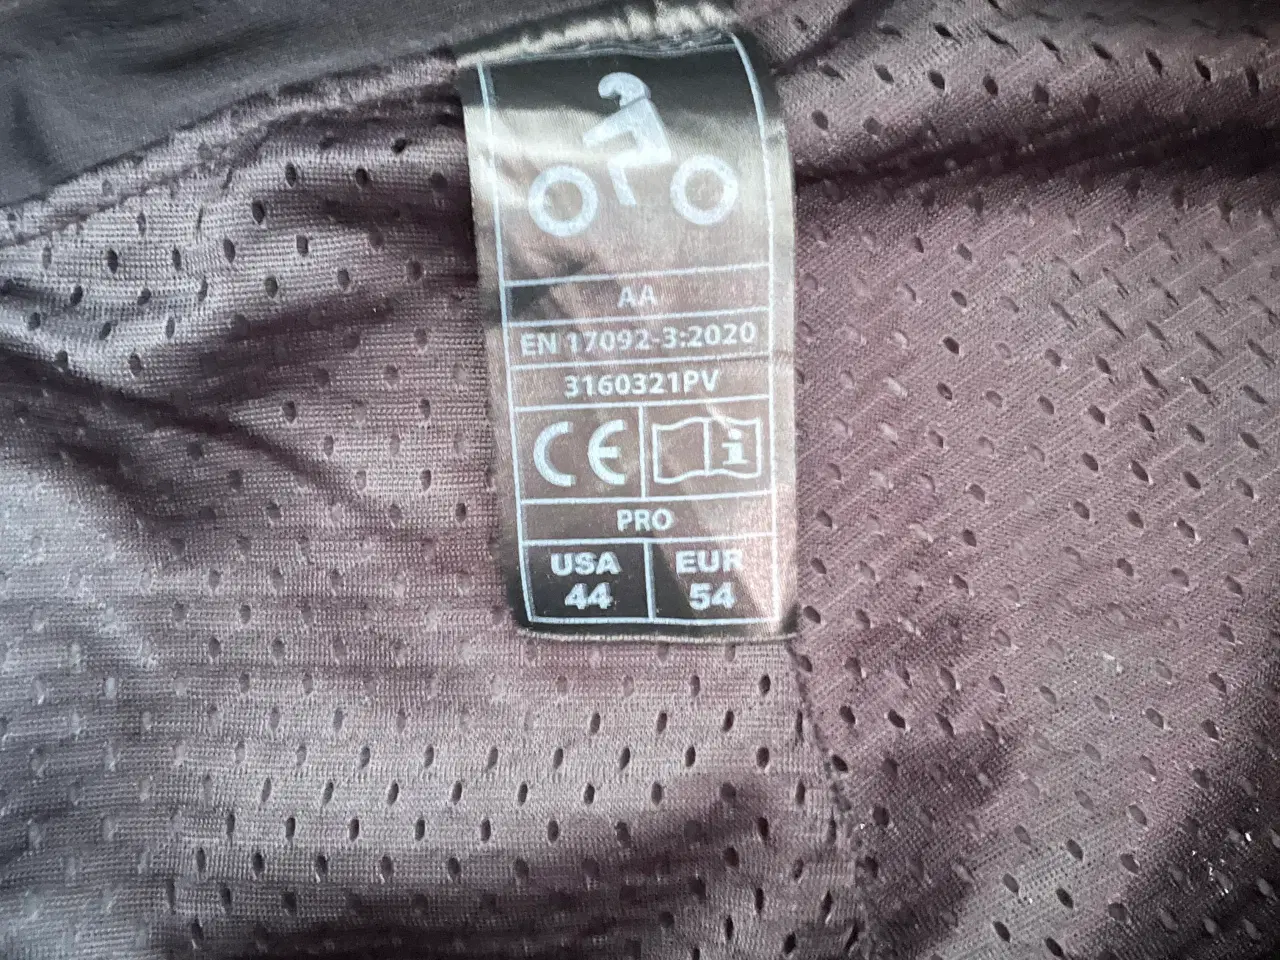 AA
EN 17092-3:2020
3160321PV
CE i
PRO
USA EUR
44 54